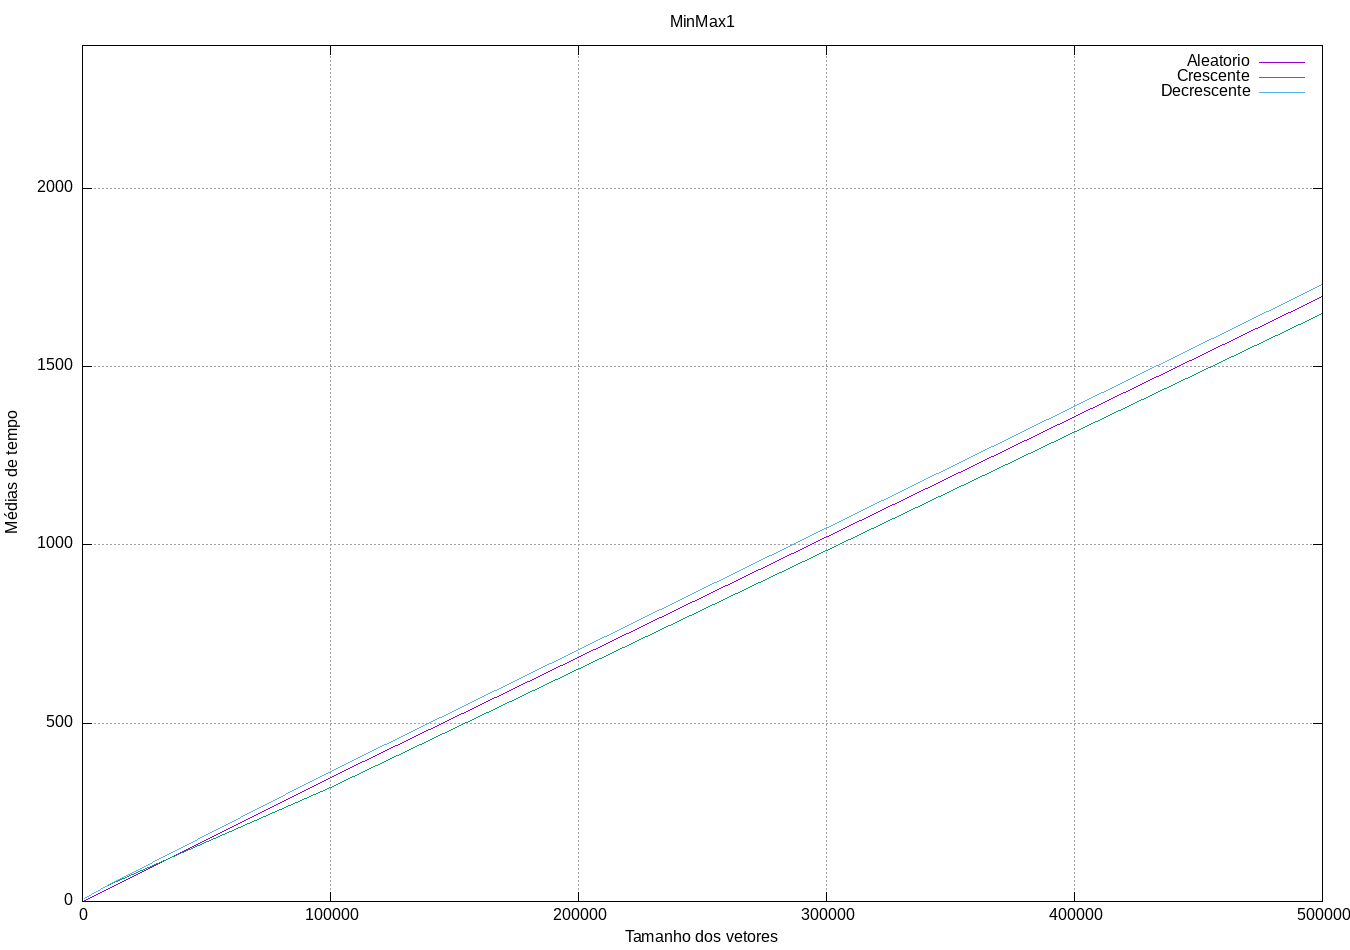 MinMax1
Aleatorio
Crescente
Decrescente
2000
1500
1000
500
0
Médias de tempo
0 100000 200000 300000 400000 500000
Tamanho dos vetores